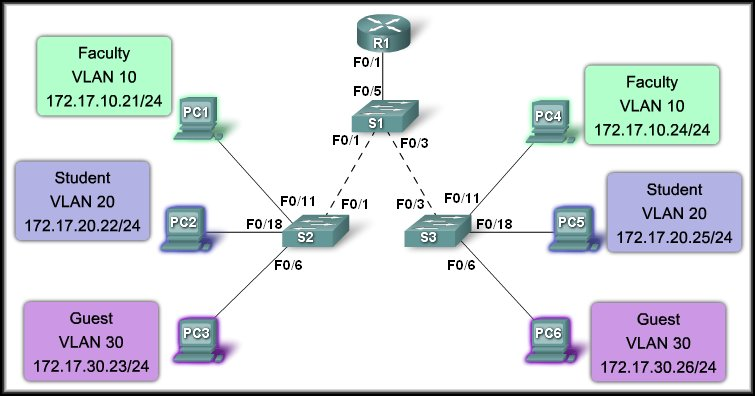 R1
F0/1
F0/5
S1
F0/1
F0/3
Faculty
VLAN 10
172.17.10.21/24
PC1
Faculty
VLAN 10
172.17.10.24/24
PC4
Student
VLAN 20
172.17.20.22/24
PC2
F0/11
F0/18
F0/1
S2
F0/6
F0/3
F0/11
F0/18
S3
F0/6
PC5
Student
VLAN 20
172.17.20.25/24
Guest
VLAN 30
172.17.30.23/24
PC3
PC6
Guest
VLAN 30
172.17.30.26/24